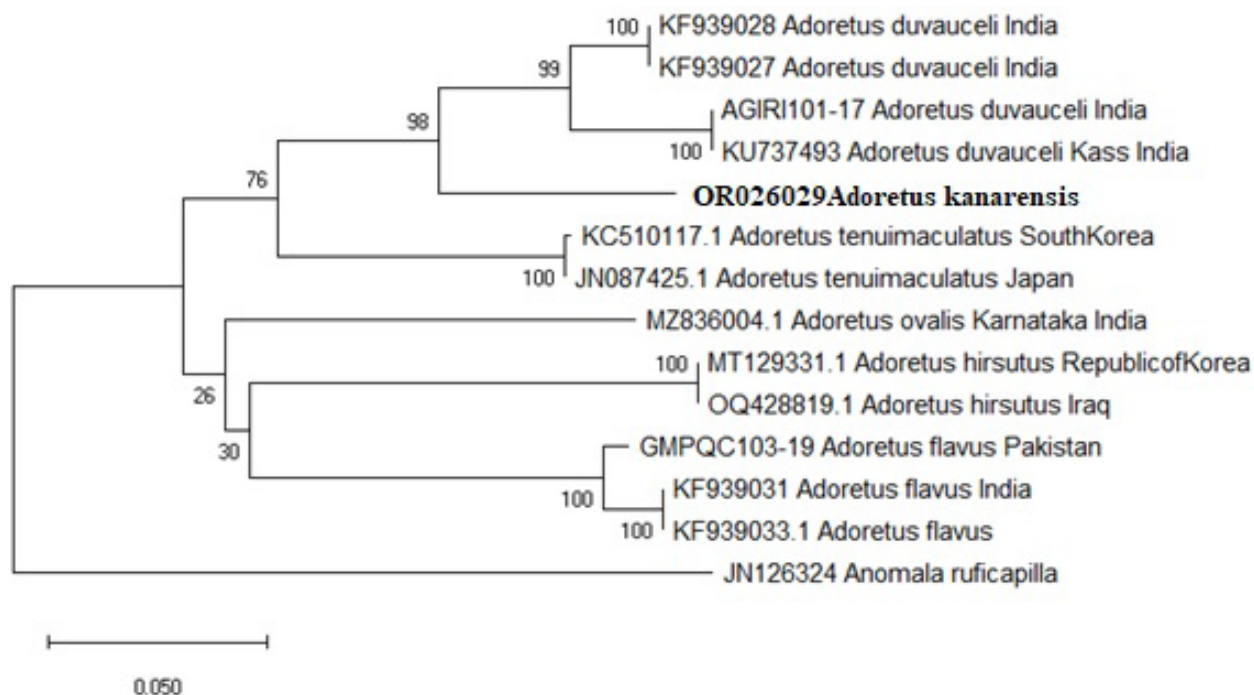 100 KF939028 Adoretus duvauceli India
KF939027 Adoretus duvauceli India
99
AGIRI101-17 Adoretus duvauceli India
98
100 KU737493 Adoretus duvauceli Kass India
76
OR026029Adoretus kanarensis
KC510117.1 Adoretus tenuimaculatus SouthKorea
100 JN087425.1 Adoretus tenuimaculatus Japan
MZ836004.1 Adoretus ovalis Karnataka India
100 MT129331.1 Adoretus hirsutus RepublicofKorea
26
OQ428819.1 Adoretus hirsutus Iraq
30
GMPQC103-19 Adoretus flavus Pakistan
100
KF939031 Adoretus flavus India
100 KF939033.1 Adoretus flavus
JN126324 Anomala ruficapilla
0.050